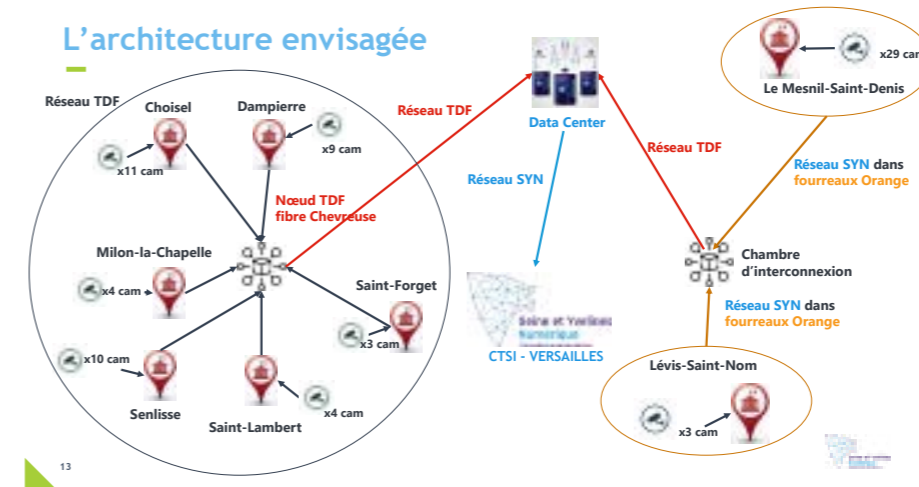 L’architecture envisagée
Réseau TDF
Choisel
x11 cam
Dampierre
x9 cam
Nœud TDF
fibre Chevreuse
Milon-la-Chapelle
x4 cam
Saint-Forget
x3 cam
x10 cam
Senlisse
Saint-Lambert
x4 cam
Réseau TDF
Data Center
Réseau SYN
Seine et Yvelines
Numérique
CTSI - VERSAILLES
Réseau TDF
x29 cam
Le Mesnil-Saint-Denis
Réseau SYN dans
fourreaux Orange
Chambre
d’interconnexion
Réseau SYN dans
fourreaux Orange
Lévis-Saint-Nom
x3 cam
13